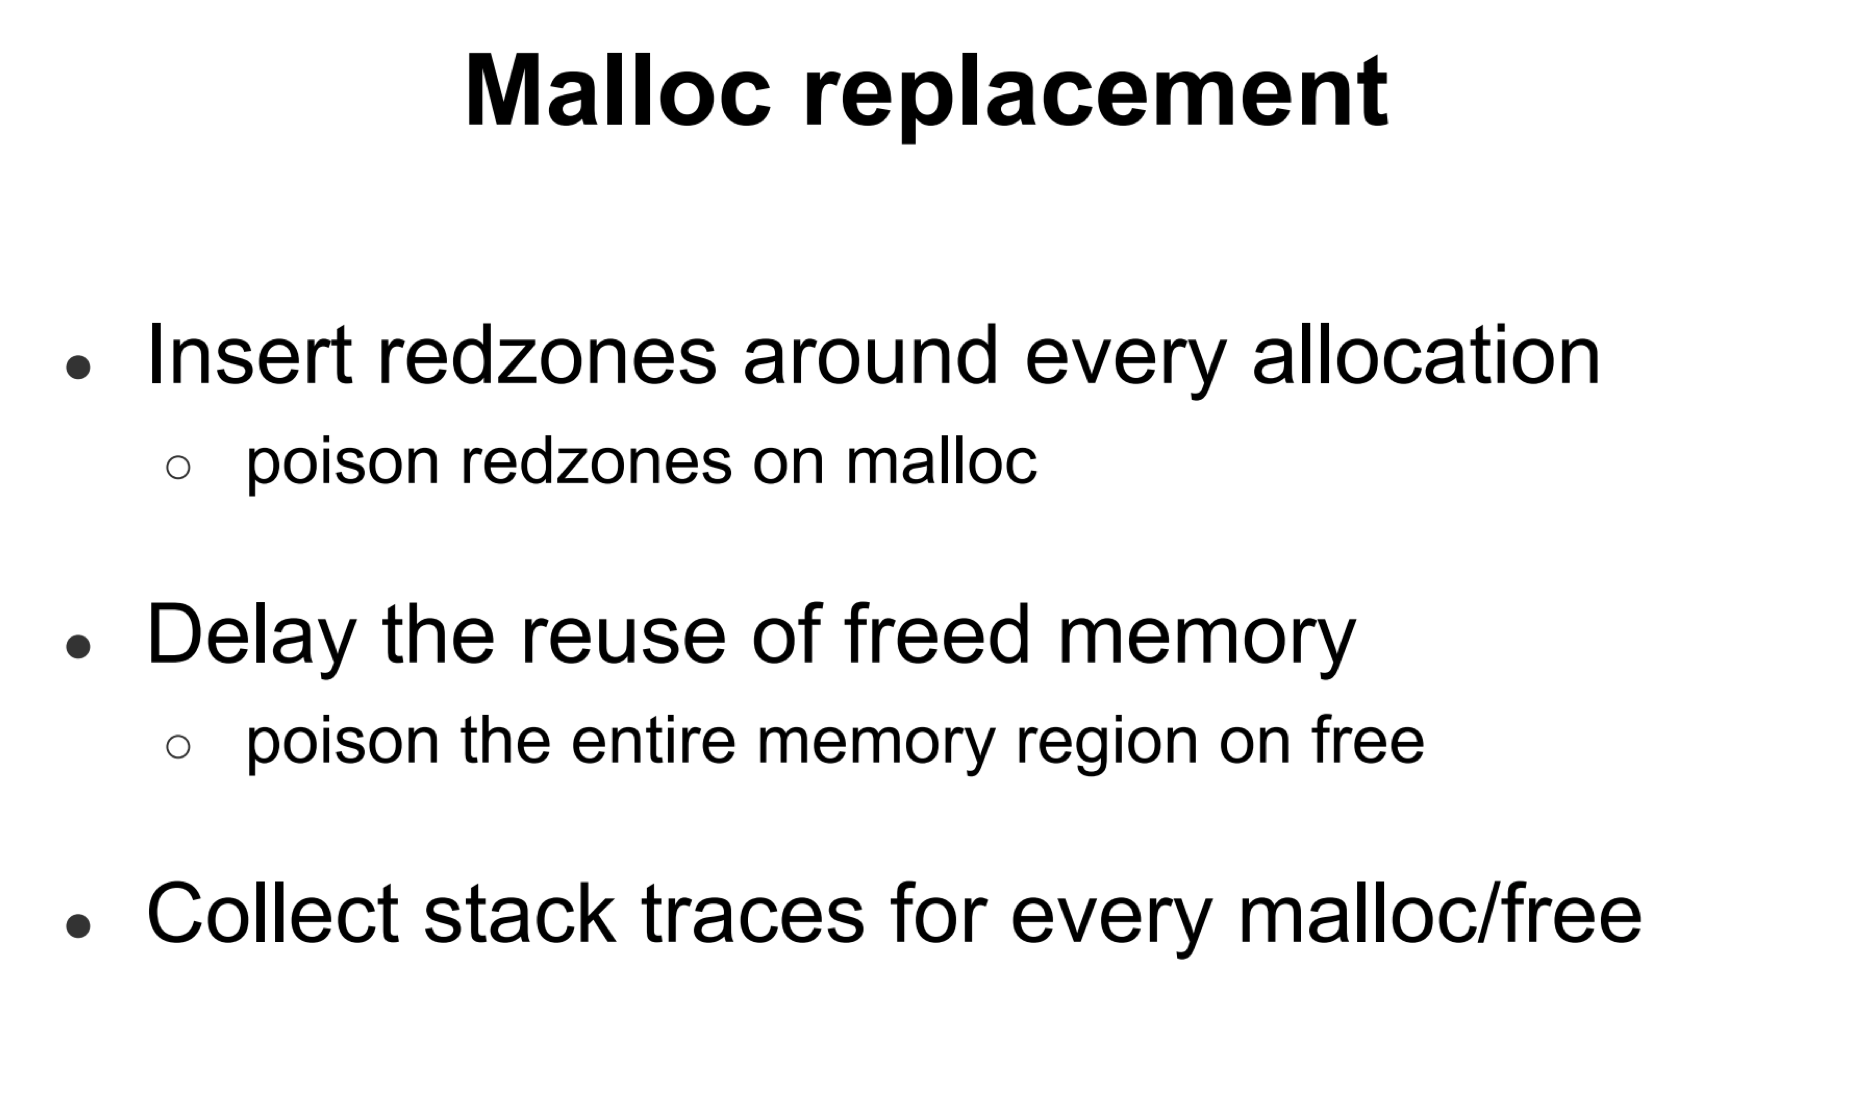 Malloc replacement
● Insert redzones around every allocation
○ poison redzones on malloc
● Delay the reuse of freed memory
○ poison the entire memory region on free
● Collect stack traces for every malloc/free